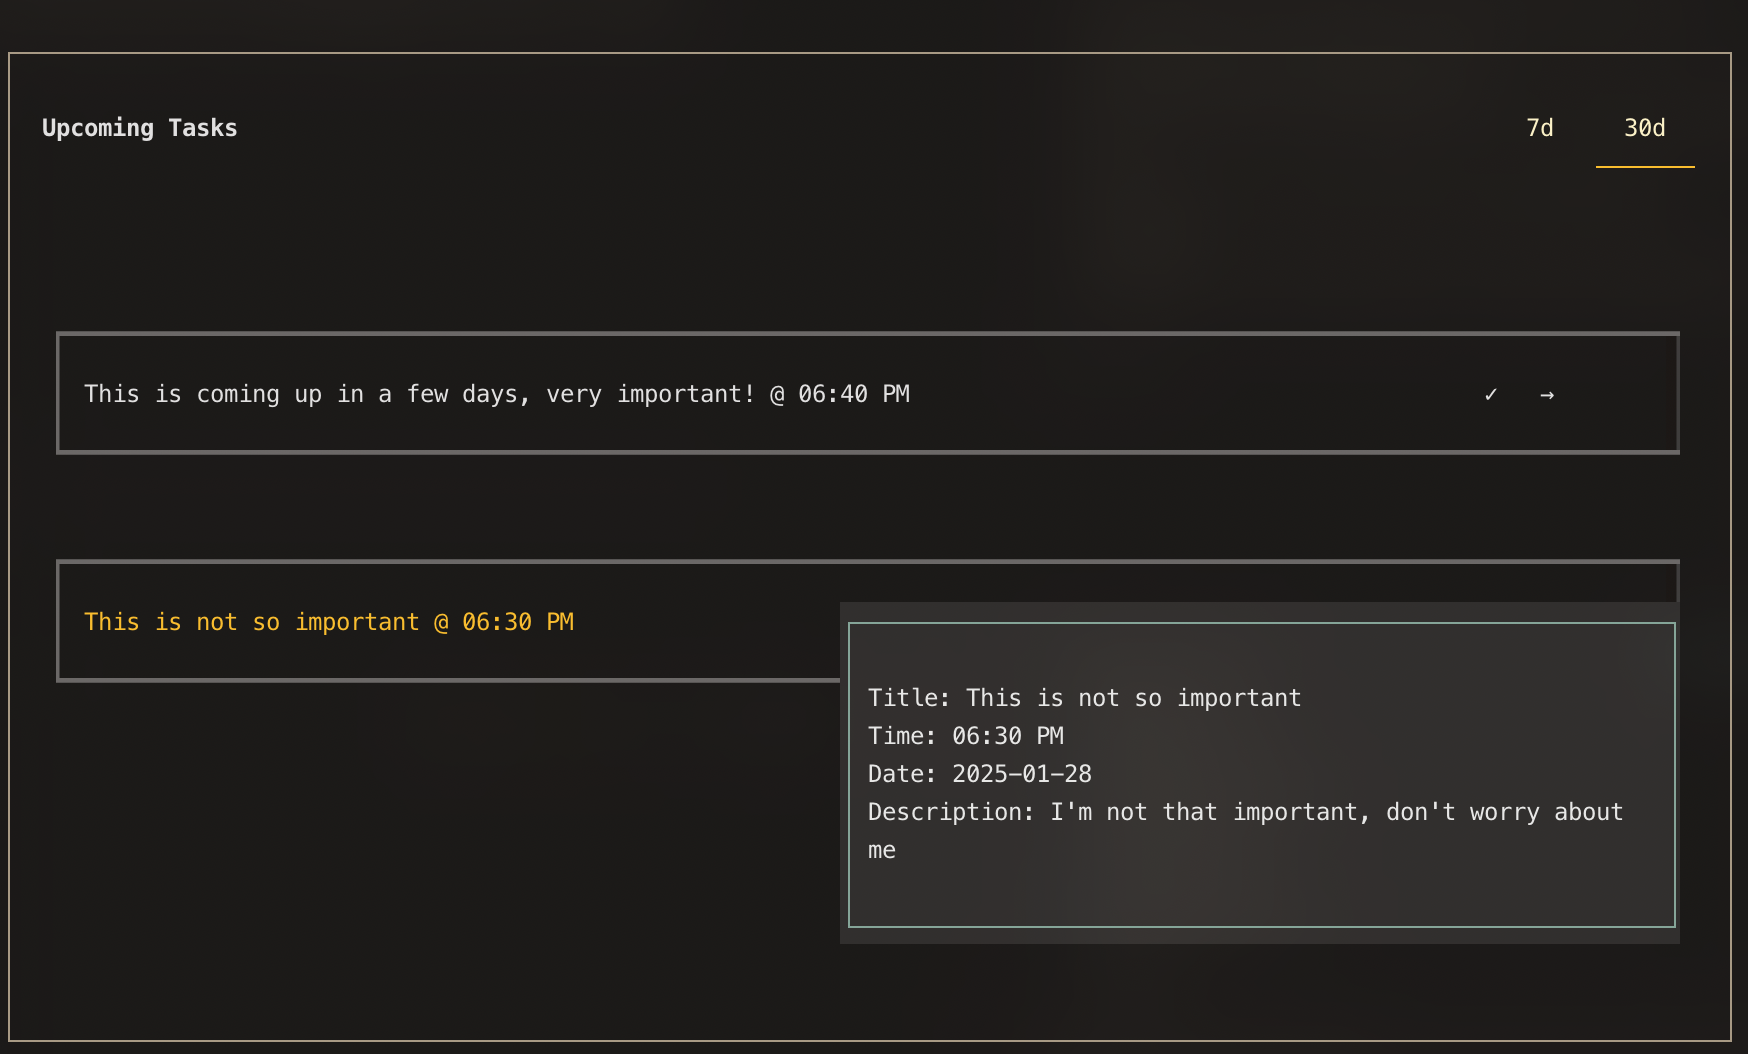 Upcoming Tasks 7d 30d
This is coming up in a few days, very important! @ 06:40 PM ✓ →
This is not so important @ 06:30 PM
Title: This is not so important
Time: 06:30 PM
Date: 2025-01-28
Description: I'm not that important, don't worry about
me